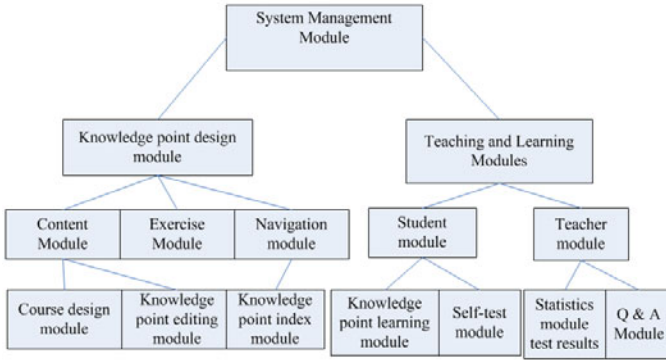 System Management
Module
Knowledge point design
module
Teaching and Learning
Modules
Content
Module
Exercise
Module
Navigation
module
Student
module
Teacher
module
Course design
module
Knowledge
point editing
module
Knowledge
point index
module
Knowledge
point learning
module
Self-test
module
Statistics
module
test results
Q & A
Module